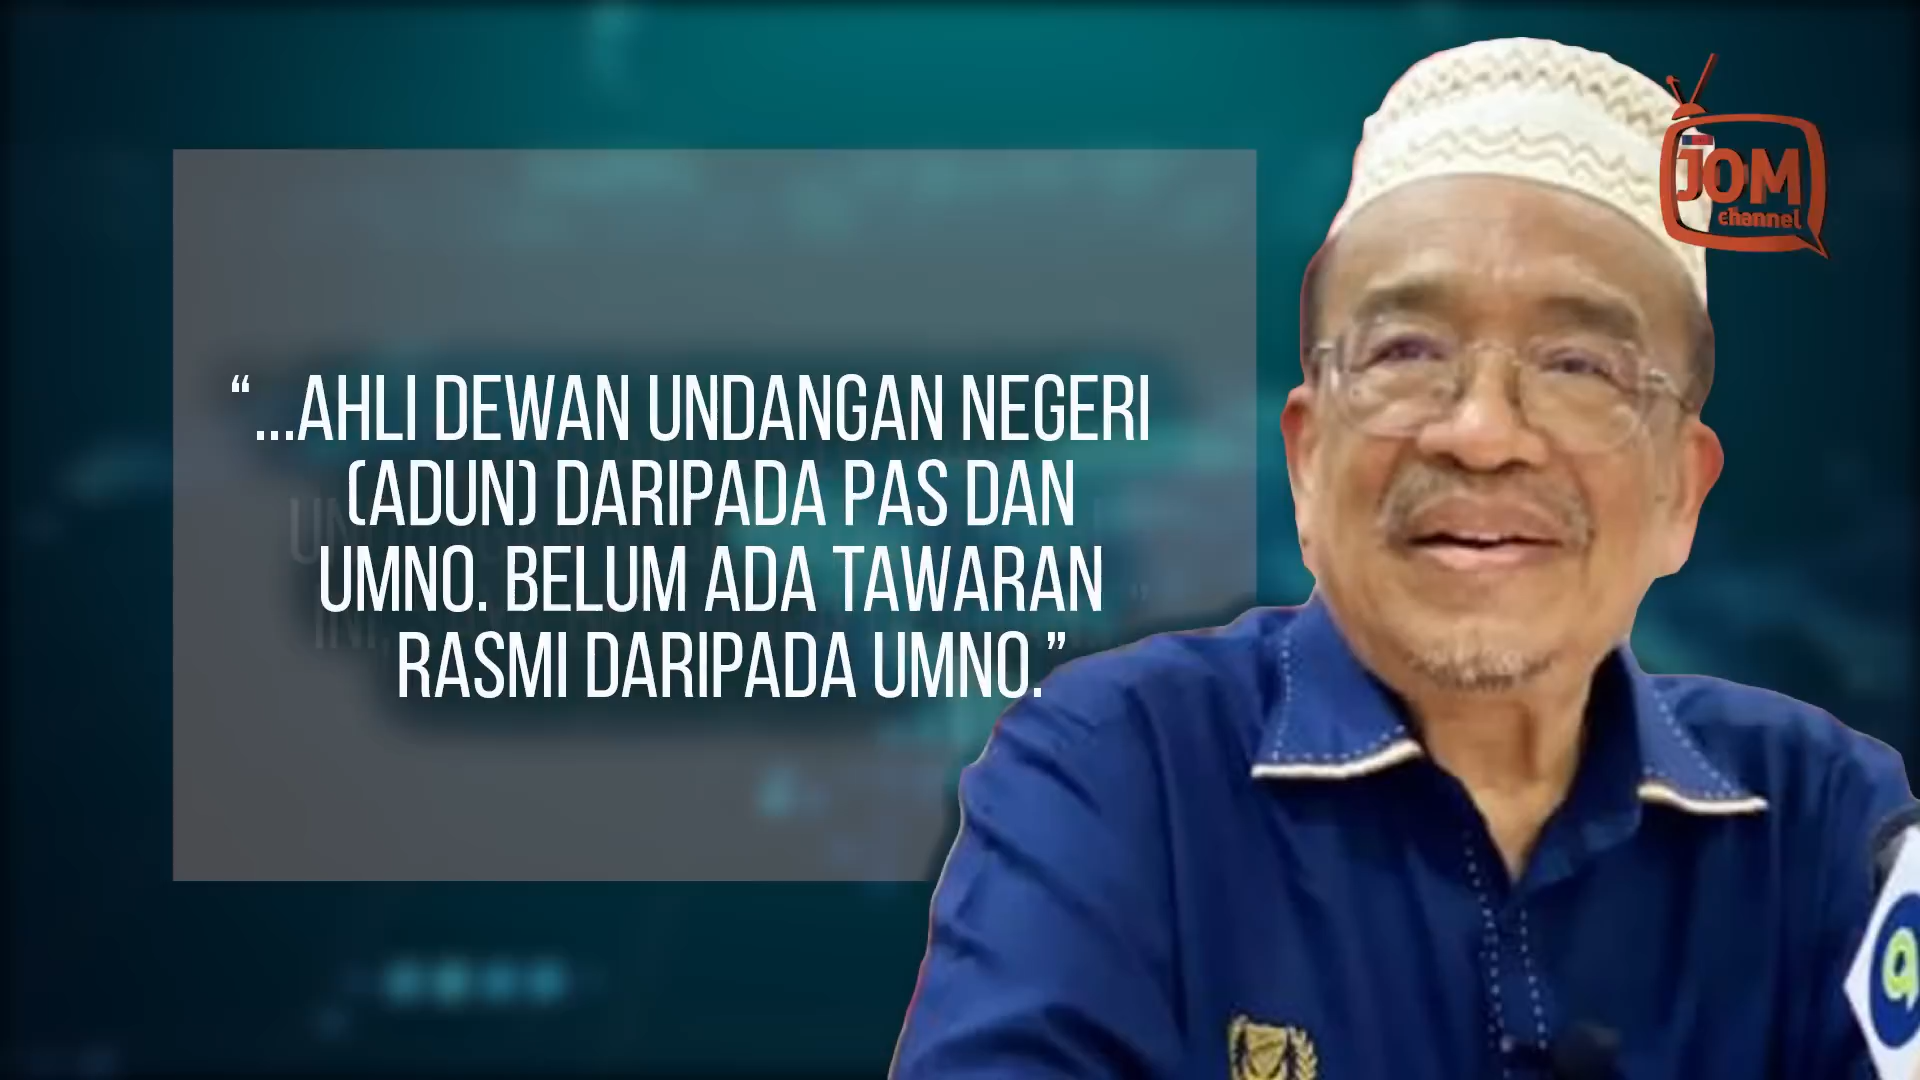 “...AHLI DEWAN UNDANGAN NEGERI
(ADUN) DARIPADA PAS DAN
UMNO. BELUM ADA TAWARAN
RASMI DARIPADA UMNO.”
JOM
channel